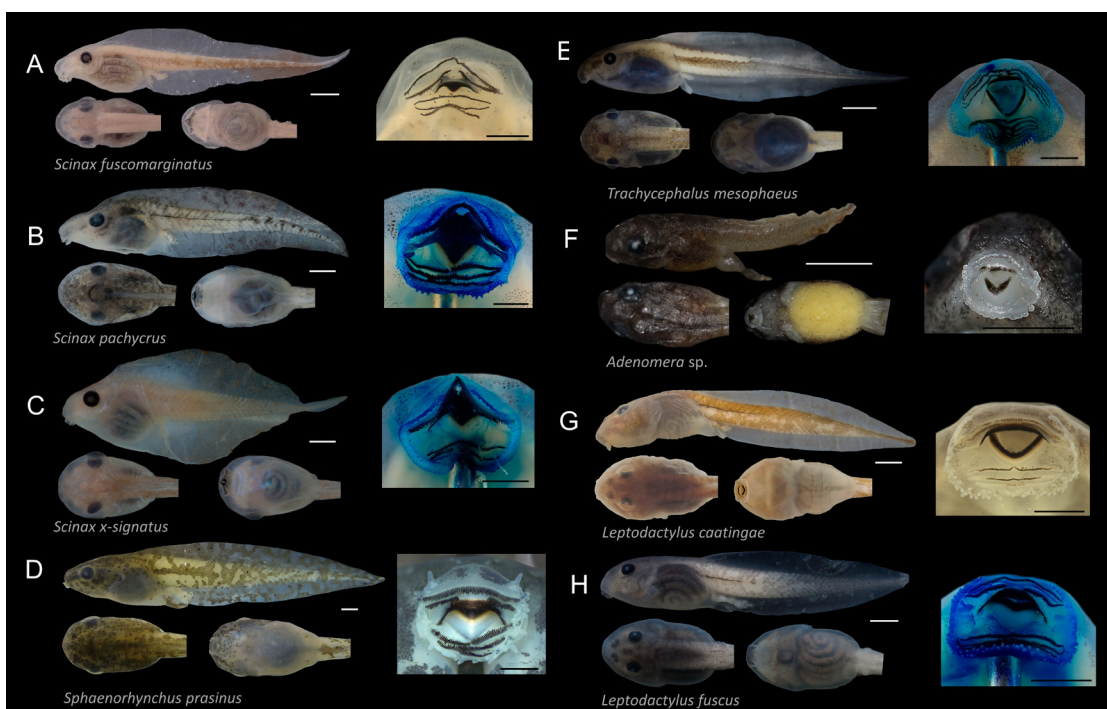 A
Scinax fuscomarginatus
B
Scinax pachycrus
C
Scinax x-signatus
D
Sphaenorhynchus prasinus
E
Trachycephalus mesophaeus
F
Adenomera sp.
G
Leptodactylus caatingae
H
Leptodactylus fuscus